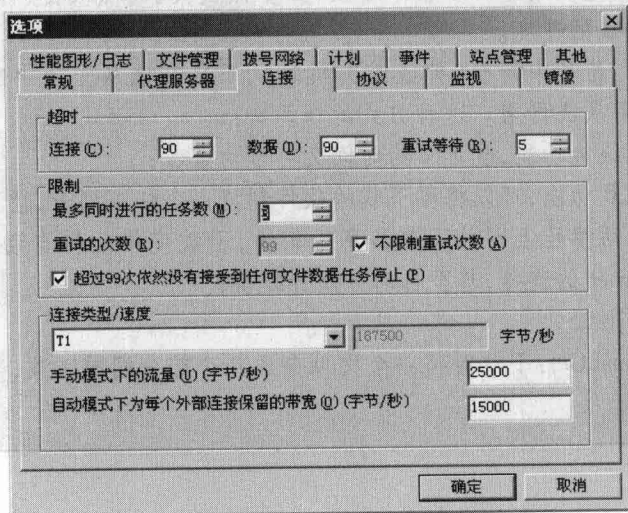 选项
性能图形/日志 文件管理 拨号网络 计划 事件 站点管理 其他
常规 代理服务器 连接 协议 监视 镜像
超时
连接(C): 90 数据(D): 90 重试等待(R): 5
限制
最多同时进行的任务数(M):
重试的次数(R): 99 不限制重试次数(A)
超过99次依然没有接受到任何文件数据任务停止(P)
连接类型/速度
T1 187500 字节/秒
手动模式下的流量(U)(字节/秒) 25000
自动模式下为每个外部连接保留的带宽(O)(字节/秒) 15000
确定 取消